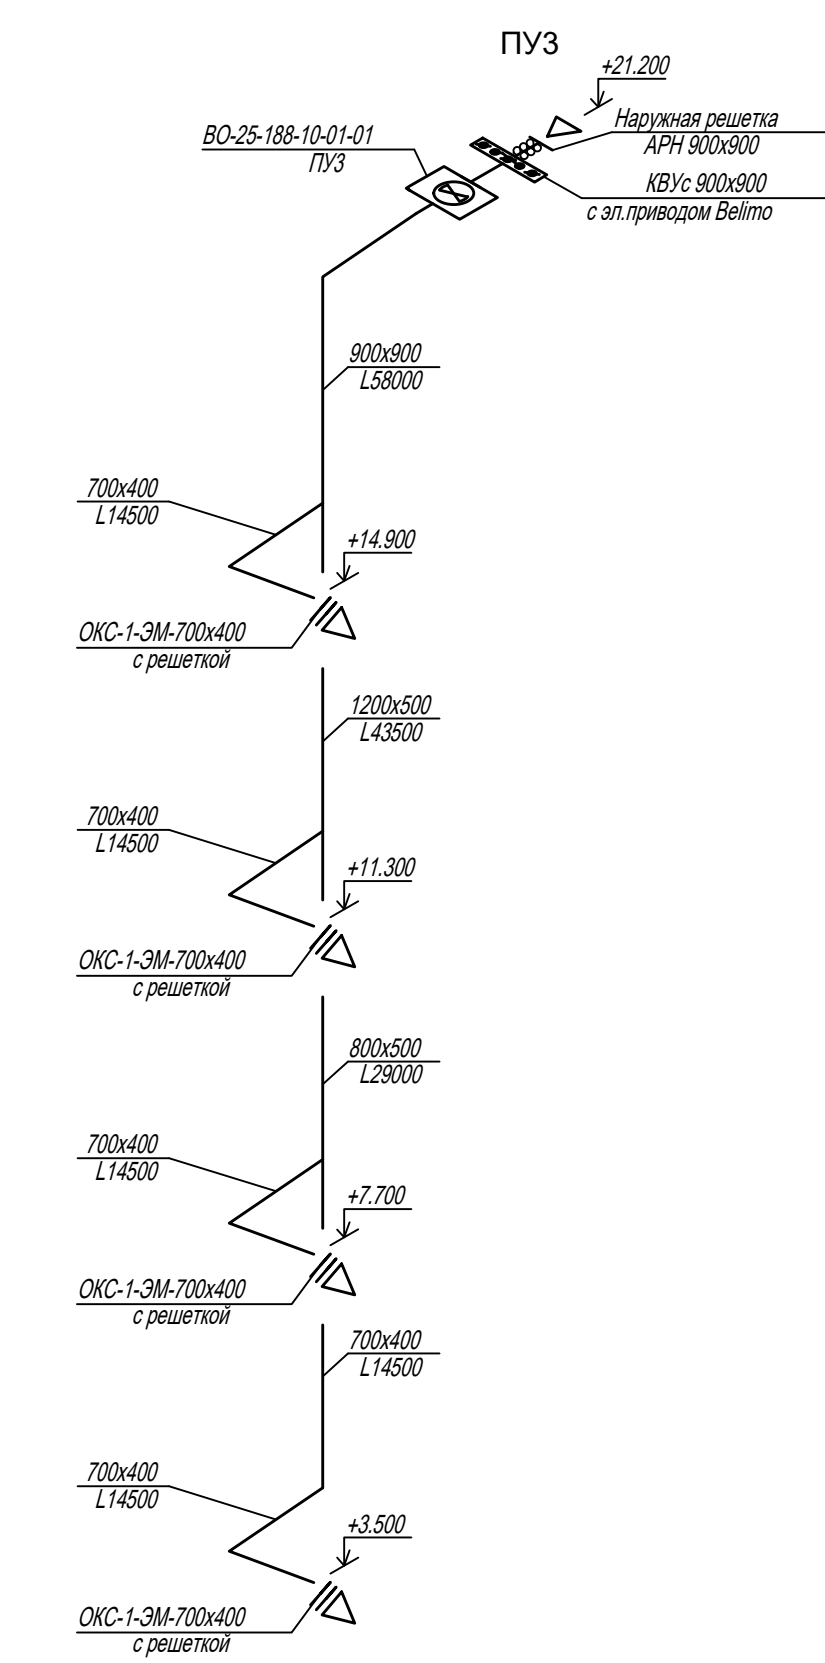 ПУ3
+21.200
ВО-25-188-10-01-01
ПУ3
Наружная решетка
АРН 900х900
КВУс 900х900
с эл.приводом Belimo
900х900
L58000
700х400
L14500
+14.900
ОКС-1-ЭМ-700х400
с решеткой
1200х500
L43500
700х400
L14500
+11.300
ОКС-1-ЭМ-700х400
с решеткой
800х500
L29000
700х400
L14500
+7.700
ОКС-1-ЭМ-700х400
с решеткой
700х400
L14500
700х400
L14500
+3.500
ОКС-1-ЭМ-700х400
с решеткой